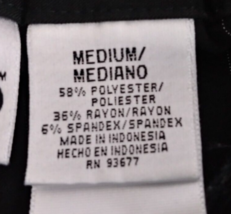 MEDIUM/
MEDIANO
58% POLYESTER/
POLIESTER
36% RAYON/RAYON
6% SPANDEX/SPANDEX
MADE IN INDONESIA
HECHO EN INDONESIA
RN 93677